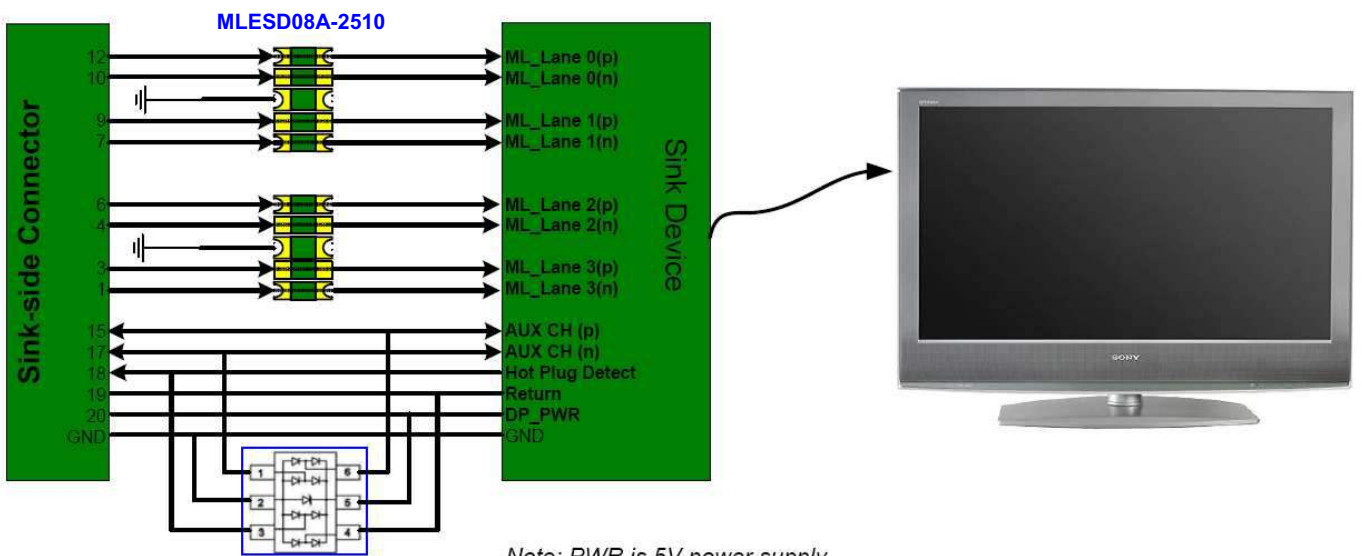 MLESD08A-2510
Sink-side Connector
12
10
9
7
6
4
3
1
15
17
18
19
20
GND
ML_Lane 0(p)
ML_Lane 0(n)
ML_Lane 1(p)
ML_Lane 1(n)
ML_Lane 2(p)
ML_Lane 2(n)
ML_Lane 3(p)
ML_Lane 3(n)
AUX CH (p)
AUX CH (n)
Hot Plug Detect
Return
DP_PWR
GND
Sink Device
SONY
1
2
3
6
5
4
Note: PWR is 5V power supply